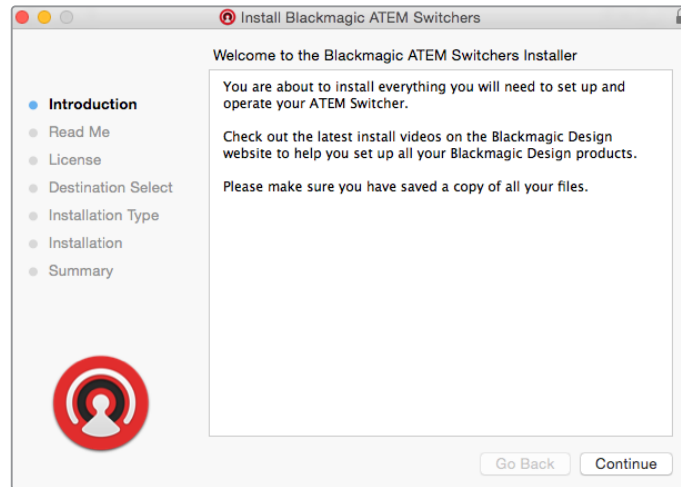 Install Blackmagic ATEM Switchers
Welcome to the Blackmagic ATEM Switchers Installer
Introduction
Read Me
License
Destination Select
Installation Type
Installation
Summary
You are about to install everything you will need to set up and
operate your ATEM Switcher.
Check out the latest install videos on the Blackmagic Design
website to help you set up all your Blackmagic Design products.
Please make sure you have saved a copy of all your files.
Go Back
Continue